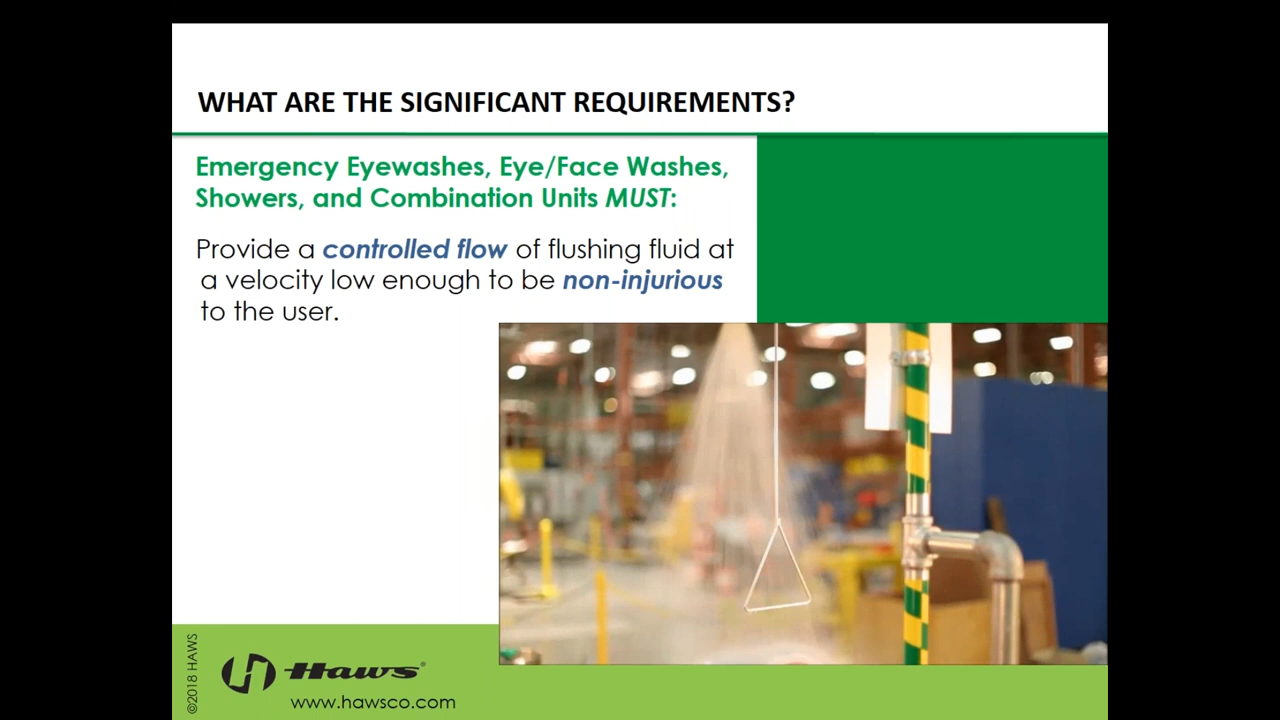 WHAT ARE THE SIGNIFICANT REQUIREMENTS?
Emergency Eyewashes, Eye/Face Washes,
Showers, and Combination Units MUST:
Provide a controlled flow of flushing fluid at
a velocity low enough to be non-injurious
to the user.
©2018 HAWS
Haws®
www.hawsco.com